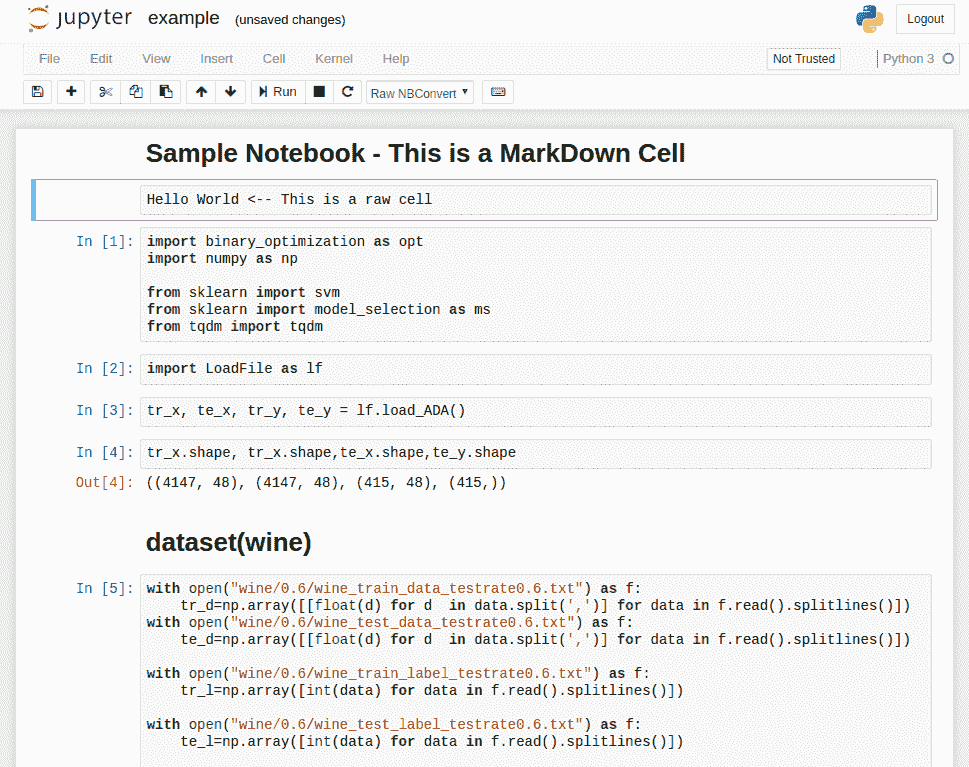 jupyter example (unsaved changes) Logout
File Edit View Insert Cell Kernel Help Not Trusted Python 3
Run Raw NBConvert
Sample Notebook - This is a MarkDown Cell
Hello World <-- This is a raw cell
In [1]: import binary_optimization as opt
import numpy as np
from sklearn import svm
from sklearn import model_selection as ms
from tqdm import tqdm
In [2]: import LoadFile as lf
In [3]: tr_x, te_x, tr_y, te_y = lf.load_ADA()
In [4]: tr_x.shape, tr_x.shape,te_x.shape,te_y.shape
Out[4]: ((4147, 48), (4147, 48), (415, 48), (415,))
dataset(wine)
In [5]: with open("wine/0.6/wine_train_data_testrate0.6.txt") as f:
    tr_d=np.array([[float(d) for d  in data.split(',')] for data in f.read().splitlines()])
with open("wine/0.6/wine_test_data_testrate0.6.txt") as f:
    te_d=np.array([[float(d) for d  in data.split(',')] for data in f.read().splitlines()])
with open("wine/0.6/wine_train_label_testrate0.6.txt") as f:
    tr_l=np.array([int(data) for data in f.read().splitlines()])
with open("wine/0.6/wine_test_label_testrate0.6.txt") as f:
    te_l=np.array([int(data) for data in f.read().splitlines()])